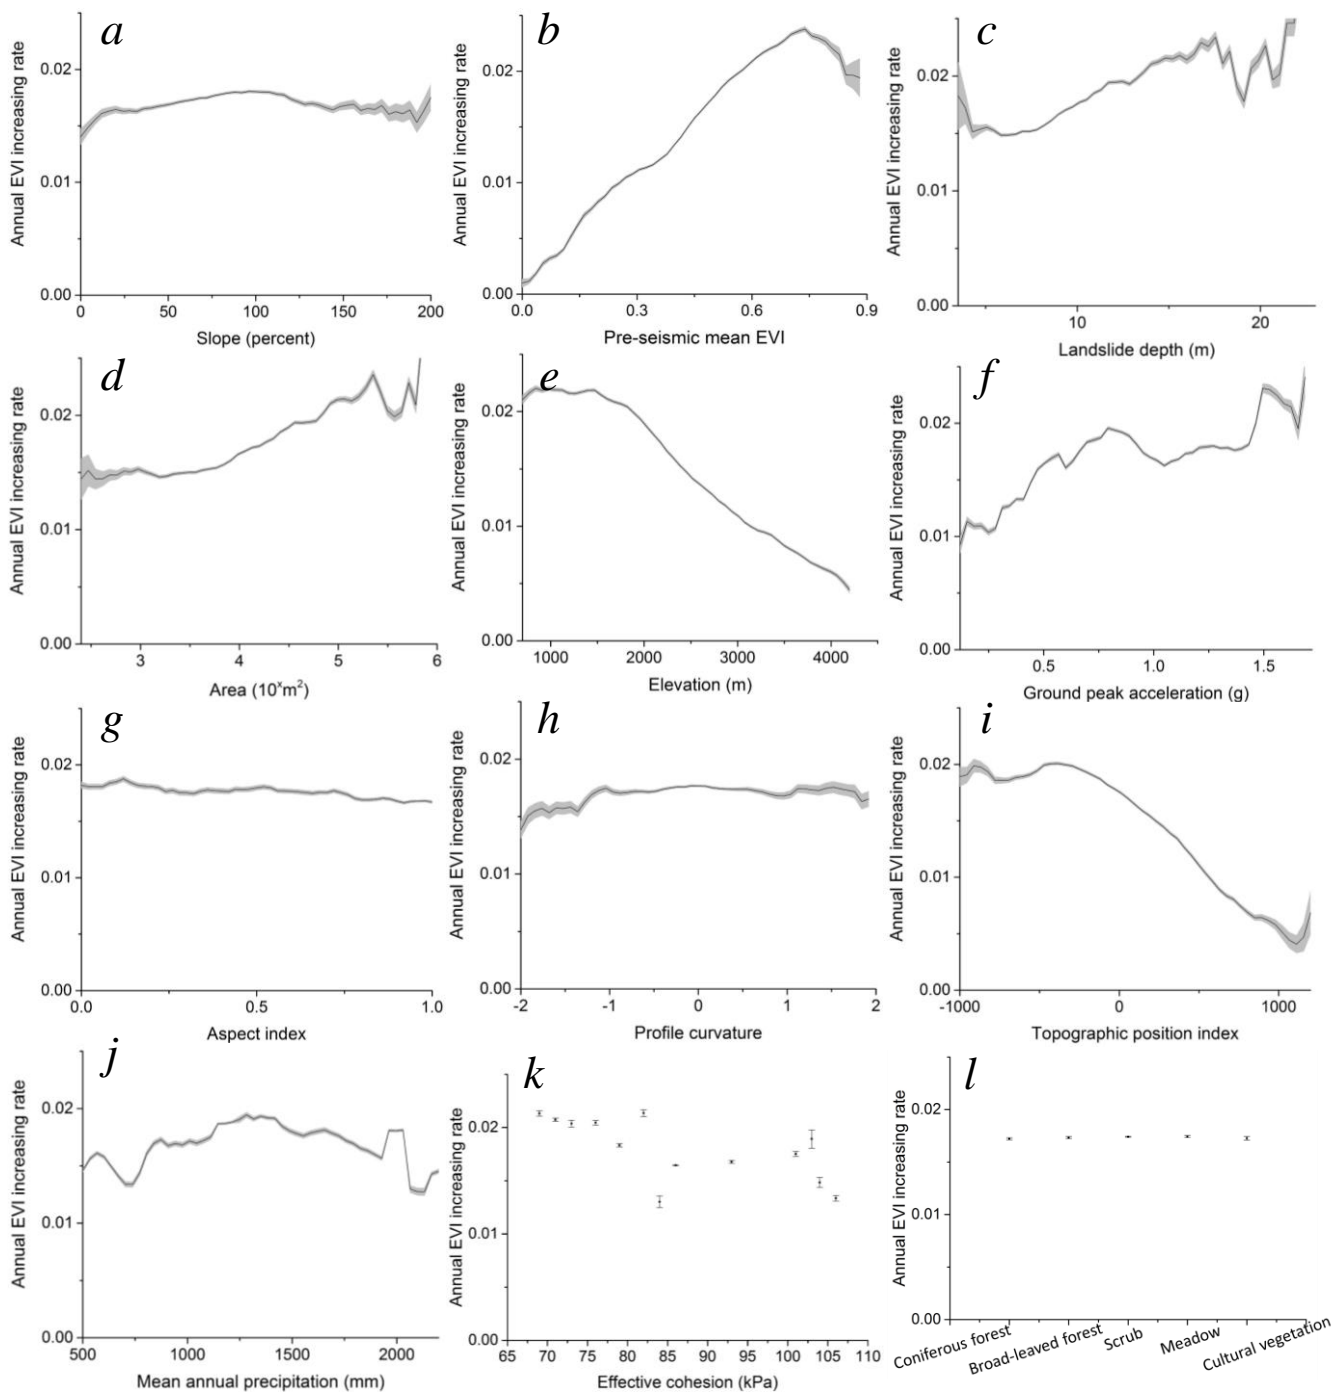 a
Annual EVI increasing rate
0.02
0.01
0.00
0
50
100
150
200
Slope (percent)
b
Annual EVI increasing rate
0.02
0.01
0.00
0.0
0.3
0.6
0.9
Pre-seismic mean EVI
c
Annual EVI increasing rate
0.02
0.01
0.00
10
20
Landslide depth (m)
d
Annual EVI increasing rate
0.02
0.01
0.00
3
4
5
6
Area (10ˣm²)
e
Annual EVI increasing rate
0.02
0.01
0.00
1000
2000
3000
4000
Elevation (m)
f
Annual EVI increasing rate
0.02
0.01
0.00
0.5
1.0
1.5
Ground peak acceleration (g)
g
Annual EVI increasing rate
0.02
0.01
0.00
0.0
0.5
1.0
Aspect index
h
Annual EVI increasing rate
0.02
0.01
0.00
-2
-1
0
1
2
Profile curvature
i
Annual EVI increasing rate
0.02
0.01
0.00
-1000
0
1000
Topographic position index
j
Annual EVI increasing rate
0.02
0.01
0.00
500
1000
1500
2000
Mean annual precipitation (mm)
k
Annual EVI increasing rate
0.02
0.01
0.00
65
70
75
80
85
90
95
100
105
110
Effective cohesion (kPa)
l
Annual EVI increasing rate
0.02
0.01
0.00
Coniferous forest
Broad-leaved forest
Scrub
Meadow
Cultural vegetation